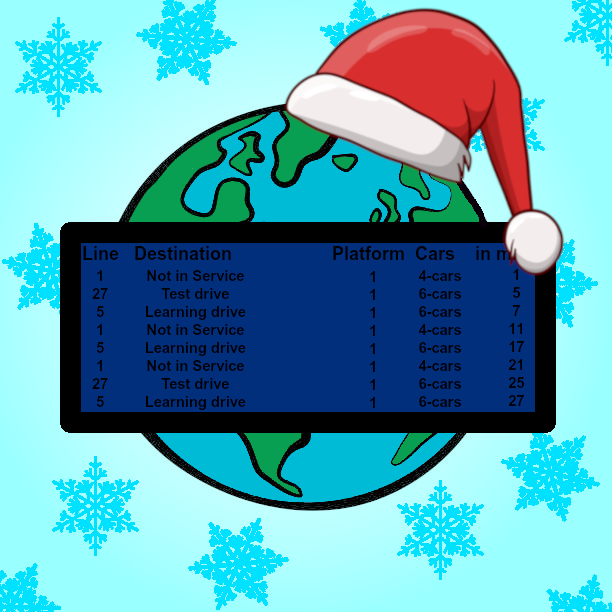 Line Destination Platform Cars in m
1 Not in Service 1 4-cars 1
27 Test drive 1 6-cars 5
5 Learning drive 1 6-cars 7
1 Not in Service 1 4-cars 11
5 Learning drive 1 6-cars 17
1 Not in Service 1 4-cars 21
27 Test drive 1 6-cars 25
5 Learning drive 1 6-cars 27